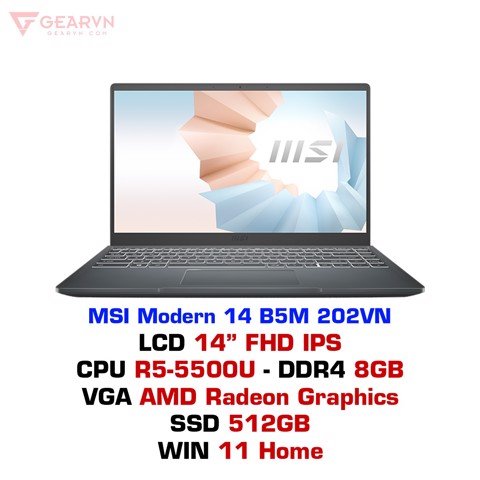 GEARVN
GEARVN.COM
msi
msi
MSI Modern 14 B5M 202VN
LCD 14” FHD IPS
CPU R5-5500U - DDR4 8GB
VGA AMD Radeon Graphics
SSD 512GB
WIN 11 Home